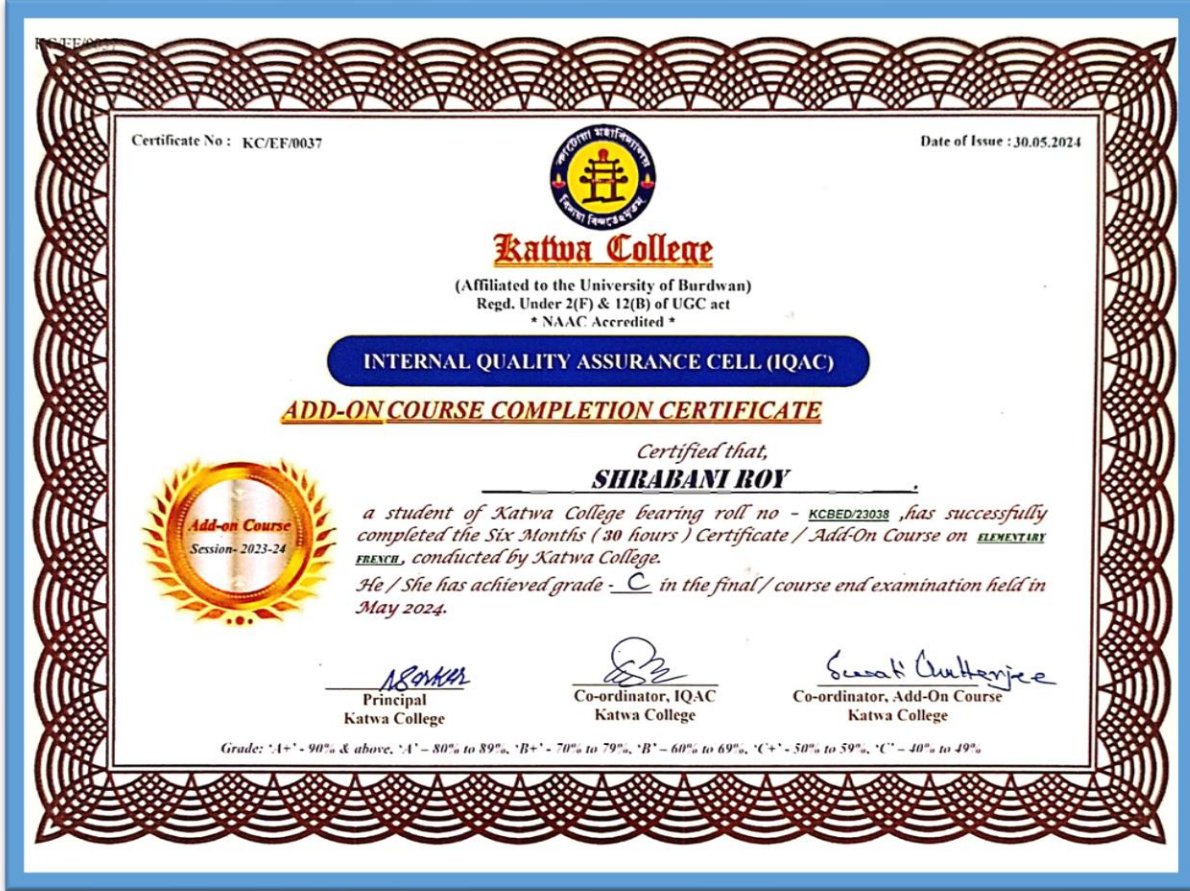 KC/EF/0037
Certificate No : KC/EF/0037
Date of Issue : 30.05.2024
কাটোয়া মহাবিদ্যালয়
Katwa College
(Affiliated to the University of Burdwan)
Regd. Under 2(F) & 12(B) of UGC act
* NAAC Accredited *
INTERNAL QUALITY ASSURANCE CELL (IQAC)
ADD-ON COURSE COMPLETION CERTIFICATE
Certified that,
SHRABANI ROY
Add-on Course
Session- 2023-24
a student of Katwa College bearing roll no - KCBED/23038 ,has successfully
completed the Six Months ( 30 hours ) Certificate / Add-On Course on ELEMENTARY
FRENCH, conducted by Katwa College.
He / She has achieved grade - C in the final / course end examination held in
May 2024.
Swati Chatterjee
Principal
Katwa College
Co-ordinator, IQAC
Katwa College
Co-ordinator, Add-On Course
Katwa College
Grade: 'A+' - 90% & above, 'A' – 80% to 89%, 'B+' - 70% to 79%, 'B' – 60% to 69%, 'C+' - 50% to 59%, 'C' – 40% to 49%